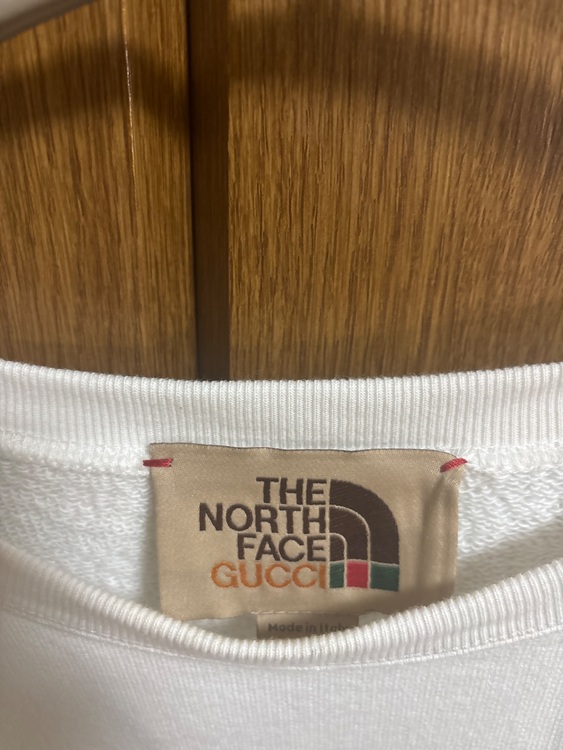 THE
NORTH
FACE
GUCCI
Made in Italy